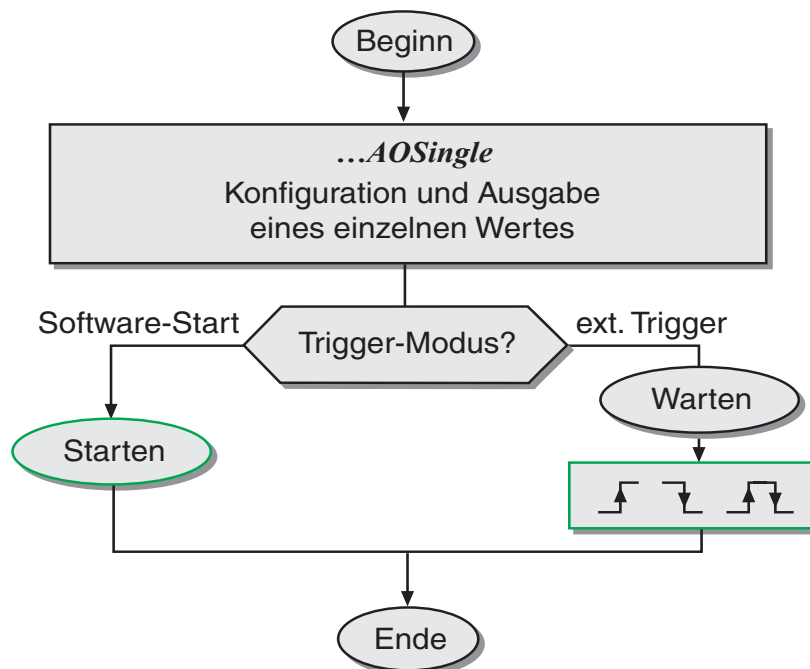 Beginn
...AOSingle
Konfiguration und Ausgabe
eines einzelnen Wertes
Software-Start
Trigger-Modus?
ext. Trigger
Starten
Warten
Ende